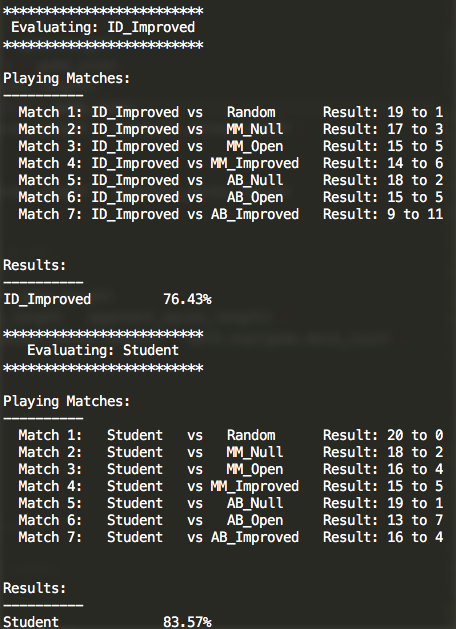 *************************
Evaluating: ID_Improved
*************************
Playing Matches:
----------
Match 1: ID_Improved vs Random Result: 19 to 1
Match 2: ID_Improved vs MM_Null Result: 17 to 3
Match 3: ID_Improved vs MM_Open Result: 15 to 5
Match 4: ID_Improved vs MM_Improved Result: 14 to 6
Match 5: ID_Improved vs AB_Null Result: 18 to 2
Match 6: ID_Improved vs AB_Open Result: 15 to 5
Match 7: ID_Improved vs AB_Improved Result: 9 to 11
Results:
----------
ID_Improved 76.43%
*************************
Evaluating: Student
*************************
Playing Matches:
----------
Match 1: Student vs Random Result: 20 to 0
Match 2: Student vs MM_Null Result: 18 to 2
Match 3: Student vs MM_Open Result: 16 to 4
Match 4: Student vs MM_Improved Result: 15 to 5
Match 5: Student vs AB_Null Result: 19 to 1
Match 6: Student vs AB_Open Result: 13 to 7
Match 7: Student vs AB_Improved Result: 16 to 4
Results:
----------
Student 83.57%